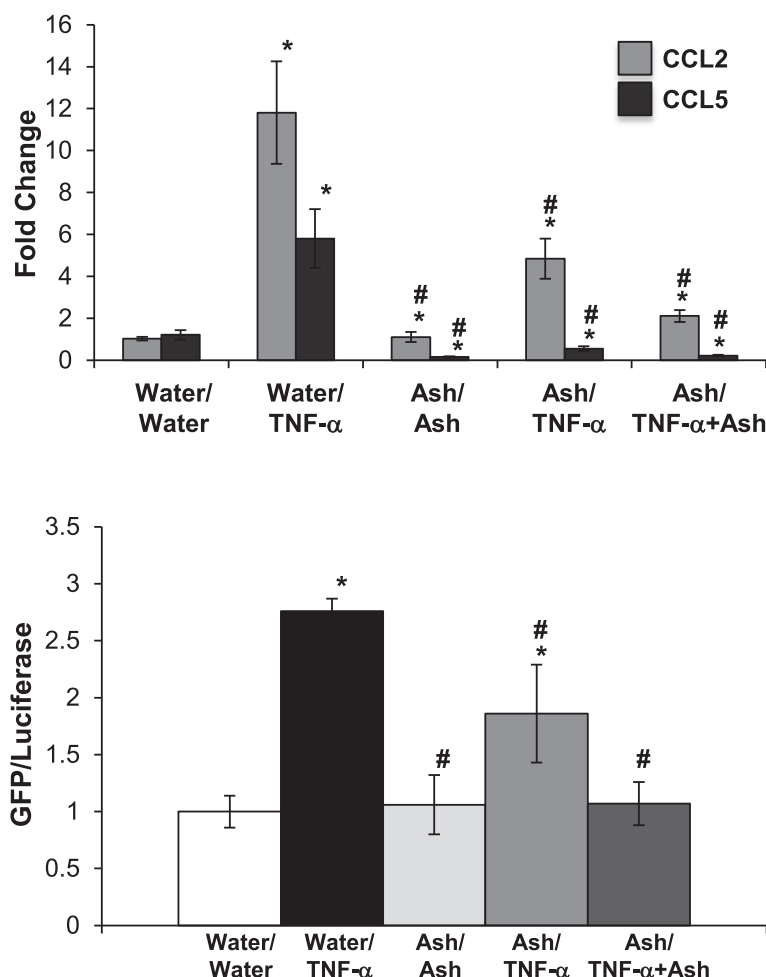 16
14
12
10
8
6
4
2
0
Fold Change
CCL2
CCL5
*
*
#
*
#
*
#
*
#
*
#
*
#
*
Water/
Water
Water/
TNF-α
Ash/
Ash
Ash/
TNF-α
Ash/
TNF-α+Ash
3.5
3
2.5
2
1.5
1
0.5
0
GFP/Luciferase
*
#
#
*
#
Water/
Water
Water/
TNF-α
Ash/
Ash
Ash/
TNF-α
Ash/
TNF-α+Ash